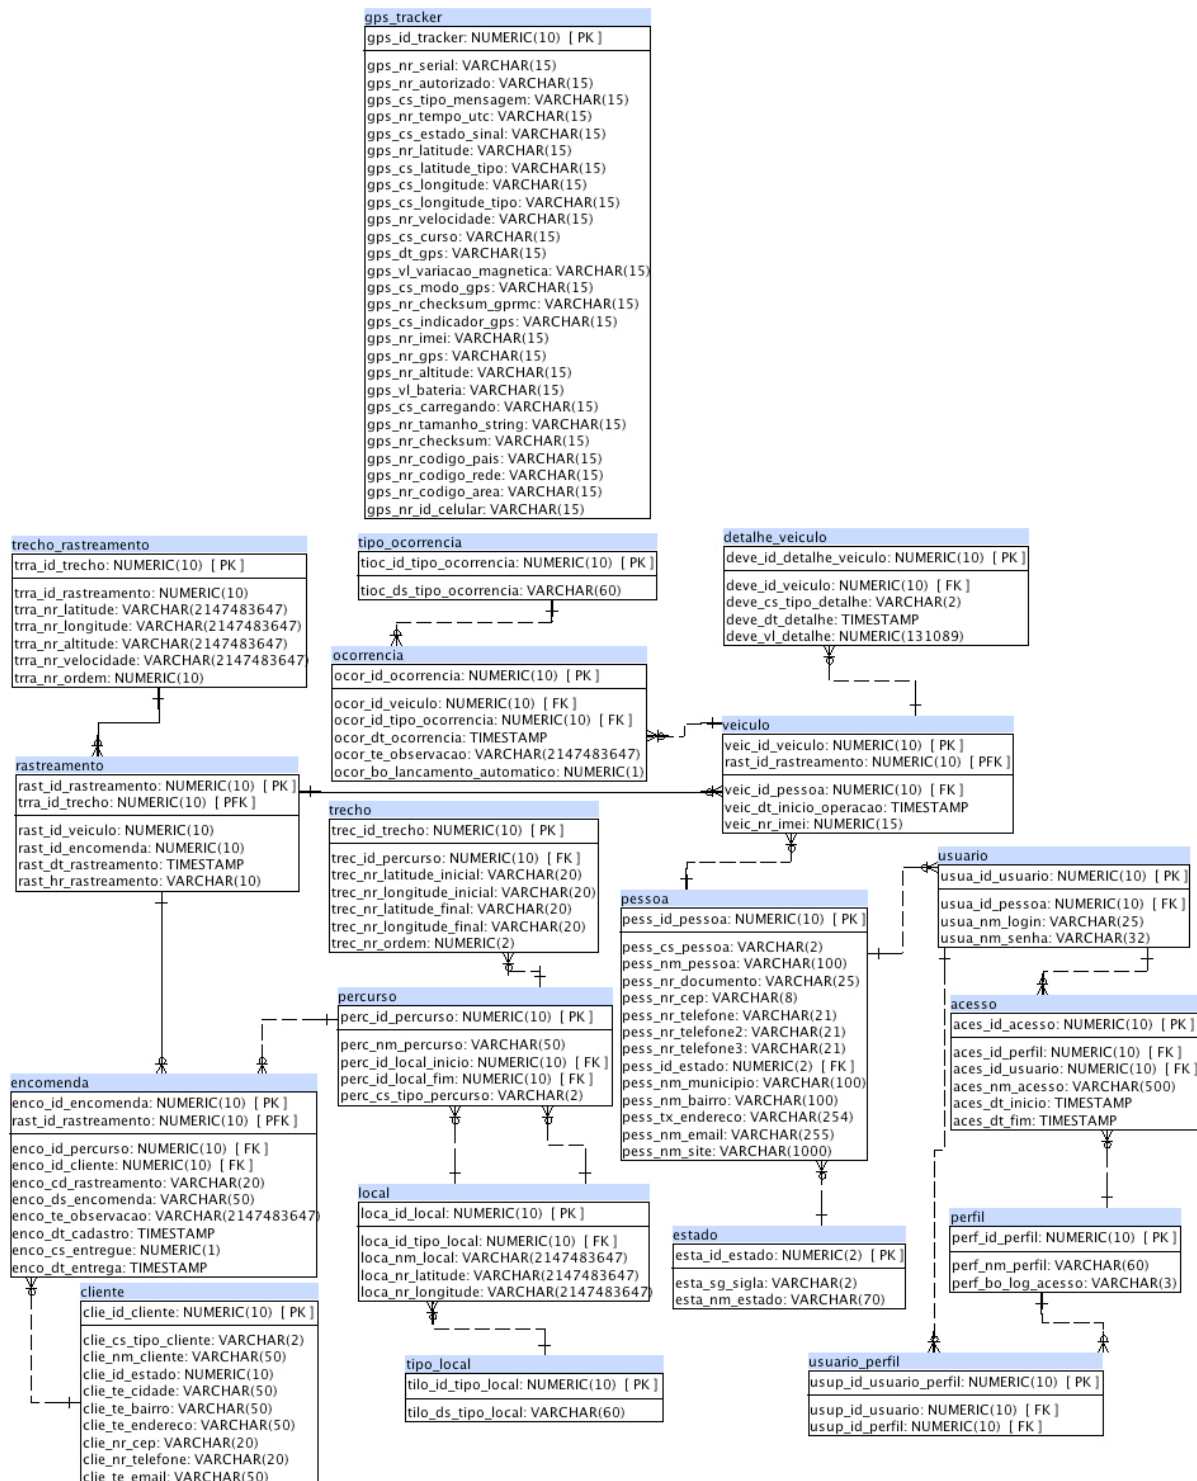 gps_tracker
gps_id_tracker: NUMERIC(10) [ PK ]
gps_nr_serial: VARCHAR(15)
gps_nr_autorizado: VARCHAR(15)
gps_cs_tipo_mensagem: VARCHAR(15)
gps_nr_tempo_utc: VARCHAR(15)
gps_cs_estado_sinal: VARCHAR(15)
gps_nr_latitude: VARCHAR(15)
gps_cs_latitude_tipo: VARCHAR(15)
gps_cs_longitude: VARCHAR(15)
gps_cs_longitude_tipo: VARCHAR(15)
gps_nr_velocidade: VARCHAR(15)
gps_cs_curso: VARCHAR(15)
gps_dt_gps: VARCHAR(15)
gps_vl_variacao_magnetica: VARCHAR(15)
gps_cs_modo_gps: VARCHAR(15)
gps_nr_checksum_gprmc: VARCHAR(15)
gps_cs_indicador_gps: VARCHAR(15)
gps_nr_imei: VARCHAR(15)
gps_nr_gps: VARCHAR(15)
gps_nr_altitude: VARCHAR(15)
gps_vl_bateria: VARCHAR(15)
gps_cs_carregando: VARCHAR(15)
gps_nr_tamanho_string: VARCHAR(15)
gps_nr_checksum: VARCHAR(15)
gps_nr_codigo_pais: VARCHAR(15)
gps_nr_codigo_rede: VARCHAR(15)
gps_nr_codigo_area: VARCHAR(15)
gps_nr_id_celular: VARCHAR(15)
trecho_rastreamento
trra_id_trecho: NUMERIC(10) [ PK ]
trra_id_rastreamento: NUMERIC(10)
trra_nr_latitude: VARCHAR(2147483647)
trra_nr_longitude: VARCHAR(2147483647)
trra_nr_altitude: VARCHAR(2147483647)
trra_nr_velocidade: VARCHAR(2147483647)
trra_nr_ordem: NUMERIC(10)
tipo_ocorrencia
tioc_id_tipo_ocorrencia: NUMERIC(10) [ PK ]
tioc_ds_tipo_ocorrencia: VARCHAR(60)
detalhe_veiculo
deve_id_detalhe_veiculo: NUMERIC(10) [ PK ]
deve_id_veiculo: NUMERIC(10) [ FK ]
deve_cs_tipo_detalhe: VARCHAR(2)
deve_dt_detalhe: TIMESTAMP
deve_vl_detalhe: NUMERIC(131089)
ocorrencia
ocor_id_ocorrencia: NUMERIC(10) [ PK ]
ocor_id_veiculo: NUMERIC(10) [ FK ]
ocor_id_tipo_ocorrencia: NUMERIC(10) [ FK ]
ocor_dt_ocorrencia: TIMESTAMP
ocor_te_observacao: VARCHAR(2147483647)
ocor_bo_lancamento_automatico: NUMERIC(1)
veiculo
veic_id_veiculo: NUMERIC(10) [ PK ]
rast_id_rastreamento: NUMERIC(10) [ PFK ]
veic_id_pessoa: NUMERIC(10) [ FK ]
veic_dt_inicio_operacao: TIMESTAMP
veic_nr_imei: NUMERIC(15)
rastreamento
rast_id_rastreamento: NUMERIC(10) [ PK ]
trra_id_trecho: NUMERIC(10) [ PFK ]
rast_id_veiculo: NUMERIC(10)
rast_id_encomenda: NUMERIC(10)
rast_dt_rastreamento: TIMESTAMP
rast_hr_rastreamento: VARCHAR(10)
trecho
trec_id_trecho: NUMERIC(10) [ PK ]
trec_id_percurso: NUMERIC(10) [ FK ]
trec_nr_latitude_inicial: VARCHAR(20)
trec_nr_longitude_inicial: VARCHAR(20)
trec_nr_latitude_final: VARCHAR(20)
trec_nr_longitude_final: VARCHAR(20)
trec_nr_ordem: NUMERIC(2)
usuario
usua_id_usuario: NUMERIC(10) [ PK ]
usua_id_pessoa: NUMERIC(10) [ FK ]
usua_nm_login: VARCHAR(25)
usua_nm_senha: VARCHAR(32)
pessoa
pess_id_pessoa: NUMERIC(10) [ PK ]
pess_cs_pessoa: VARCHAR(2)
pess_nm_pessoa: VARCHAR(100)
pess_nr_documento: VARCHAR(25)
pess_nr_cep: VARCHAR(8)
pess_nr_telefone: VARCHAR(21)
pess_nr_telefone2: VARCHAR(21)
pess_nr_telefone3: VARCHAR(21)
pess_id_estado: NUMERIC(2) [ FK ]
pess_nm_municipio: VARCHAR(100)
pess_nm_bairro: VARCHAR(100)
pess_tx_endereco: VARCHAR(254)
pess_nm_email: VARCHAR(255)
pess_nm_site: VARCHAR(1000)
percurso
perc_id_percurso: NUMERIC(10) [ PK ]
perc_nm_percurso: VARCHAR(50)
perc_id_local_inicio: NUMERIC(10) [ FK ]
perc_id_local_fim: NUMERIC(10) [ FK ]
perc_cs_tipo_percurso: VARCHAR(2)
acesso
aces_id_acesso: NUMERIC(10) [ PK ]
aces_id_perfil: NUMERIC(10) [ FK ]
aces_id_usuario: NUMERIC(10) [ FK ]
aces_nm_acesso: VARCHAR(500)
aces_dt_inicio: TIMESTAMP
aces_dt_fim: TIMESTAMP
encomenda
enco_id_encomenda: NUMERIC(10) [ PK ]
rast_id_rastreamento: NUMERIC(10) [ PFK ]
enco_id_percurso: NUMERIC(10) [ FK ]
enco_id_cliente: NUMERIC(10) [ FK ]
enco_cd_rastreamento: VARCHAR(20)
enco_ds_encomenda: VARCHAR(50)
enco_te_observacao: VARCHAR(2147483647)
enco_dt_cadastro: TIMESTAMP
enco_cs_entregue: NUMERIC(1)
enco_dt_entrega: TIMESTAMP
local
loca_id_local: NUMERIC(10) [ PK ]
loca_id_tipo_local: NUMERIC(10) [ FK ]
loca_nm_local: VARCHAR(2147483647)
loca_nr_latitude: VARCHAR(2147483647)
loca_nr_longitude: VARCHAR(2147483647)
estado
esta_id_estado: NUMERIC(2) [ PK ]
esta_sg_sigla: VARCHAR(2)
esta_nm_estado: VARCHAR(70)
perfil
perf_id_perfil: NUMERIC(10) [ PK ]
perf_nm_perfil: VARCHAR(60)
perf_bo_log_acesso: VARCHAR(3)
cliente
clie_id_cliente: NUMERIC(10) [ PK ]
clie_cs_tipo_cliente: VARCHAR(2)
clie_nm_cliente: VARCHAR(50)
clie_id_estado: NUMERIC(10)
clie_te_cidade: VARCHAR(50)
clie_te_bairro: VARCHAR(50)
clie_te_endereco: VARCHAR(50)
clie_nr_cep: VARCHAR(20)
clie_nr_telefone: VARCHAR(20)
clie_te_email: VARCHAR(50)
tipo_local
tilo_id_tipo_local: NUMERIC(10) [ PK ]
tilo_ds_tipo_local: VARCHAR(60)
usuario_perfil
usup_id_usuario_perfil: NUMERIC(10) [ PK ]
usup_id_usuario: NUMERIC(10) [ FK ]
usup_id_perfil: NUMERIC(10) [ FK ]